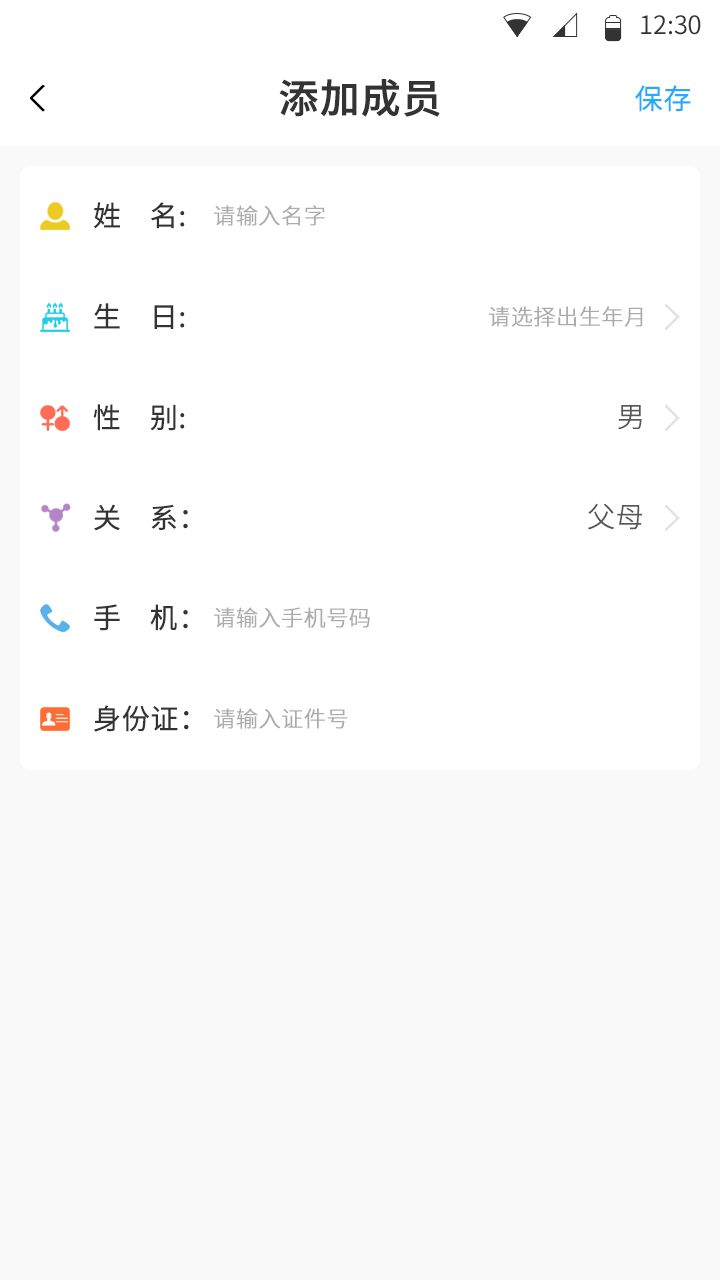 12:30
添加成员 保存
姓 名: 请输入名字
生 日: 请选择出生年月
性 别: 男
关 系： 父母
手 机： 请输入手机号码
身份证： 请输入证件号